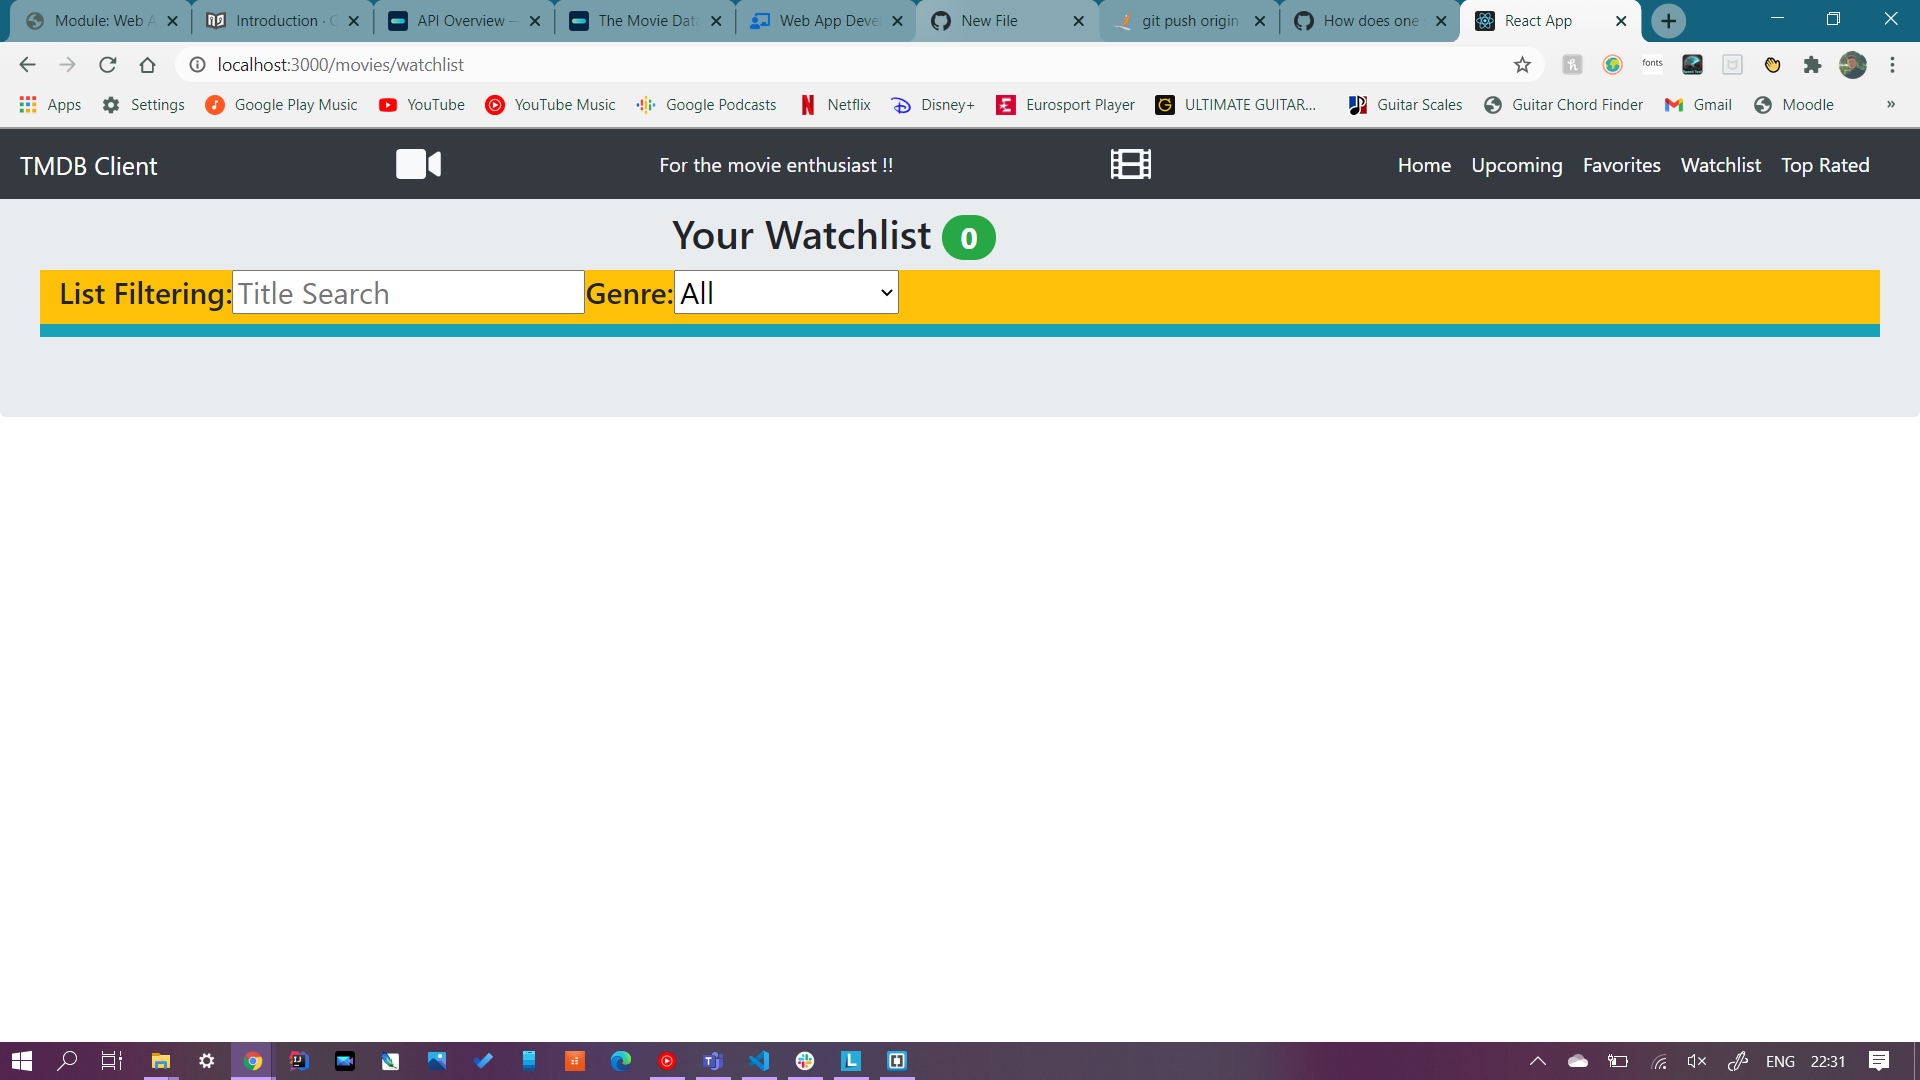 Module: Web A
Introduction · G
API Overview —
The Movie Data
Web App Deve
New File
git push origin
How does one
React App
localhost:3000/movies/watchlist
fonts
Apps Settings Google Play Music YouTube YouTube Music Google Podcasts Netflix Disney+ Eurosport Player ULTIMATE GUITAR... Guitar Scales Guitar Chord Finder Gmail Moodle »
TMDB Client For the movie enthusiast !! Home Upcoming Favorites Watchlist Top Rated
Your Watchlist 0
List Filtering: Title Search Genre: All
ENG 22:31